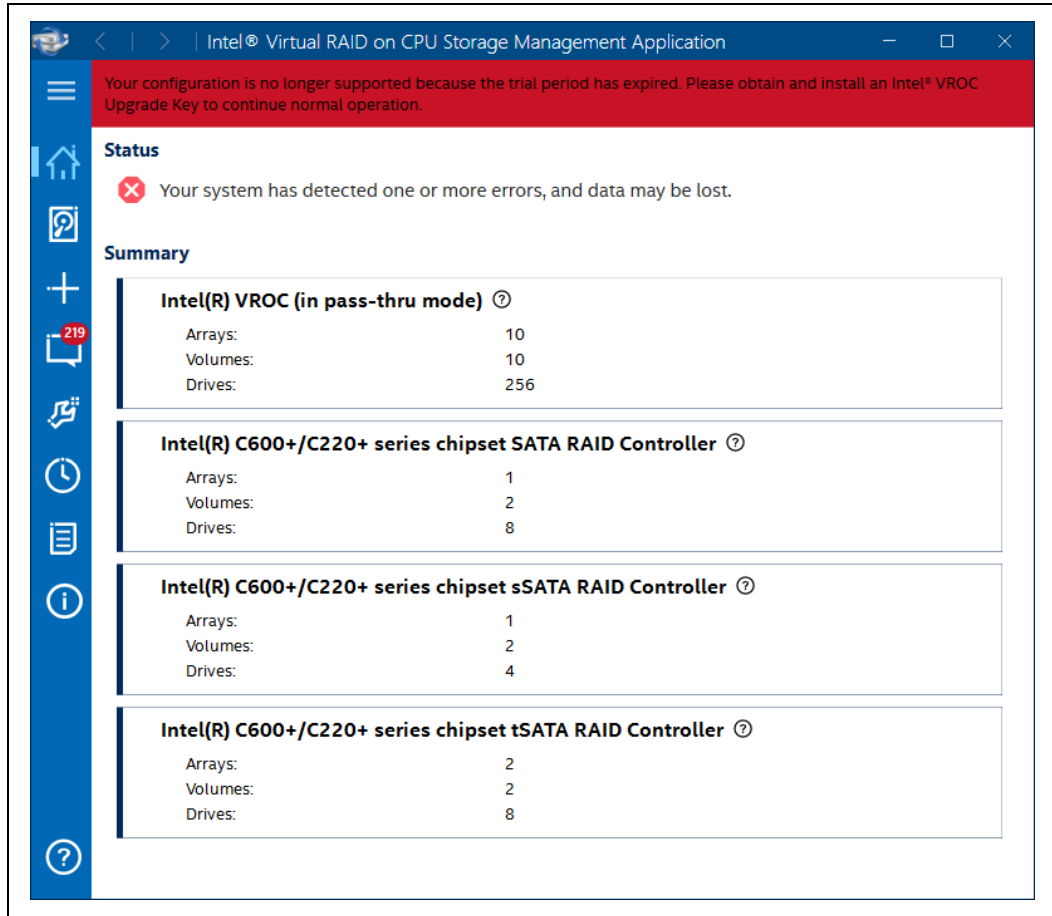 Intel® Virtual RAID on CPU Storage Management Application
Your configuration is no longer supported because the trial period has expired. Please obtain and install an Intel® VROC
Upgrade Key to continue normal operation.
Status
Your system has detected one or more errors, and data may be lost.
219
Summary
Intel(R) VROC (in pass-thru mode) ?
Arrays: 10
Volumes: 10
Drives: 256
Intel(R) C600+/C220+ series chipset SATA RAID Controller ?
Arrays: 1
Volumes: 2
Drives: 8
Intel(R) C600+/C220+ series chipset sSATA RAID Controller ?
Arrays: 1
Volumes: 2
Drives: 4
Intel(R) C600+/C220+ series chipset tSATA RAID Controller ?
Arrays: 2
Volumes: 2
Drives: 8